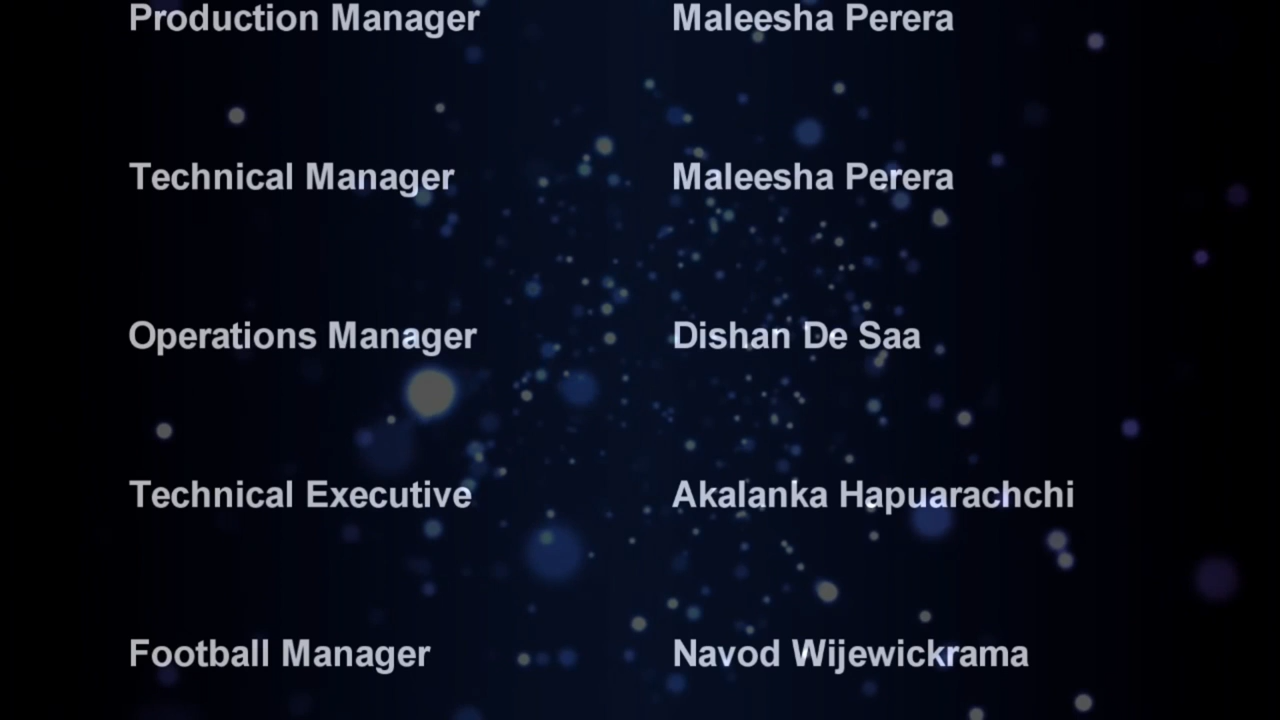 Production Manager Maleesha Perera
Technical Manager Maleesha Perera
Operations Manager Dishan De Saa
Technical Executive Akalanka Hapuarachchi
Football Manager Navod Wijewickrama